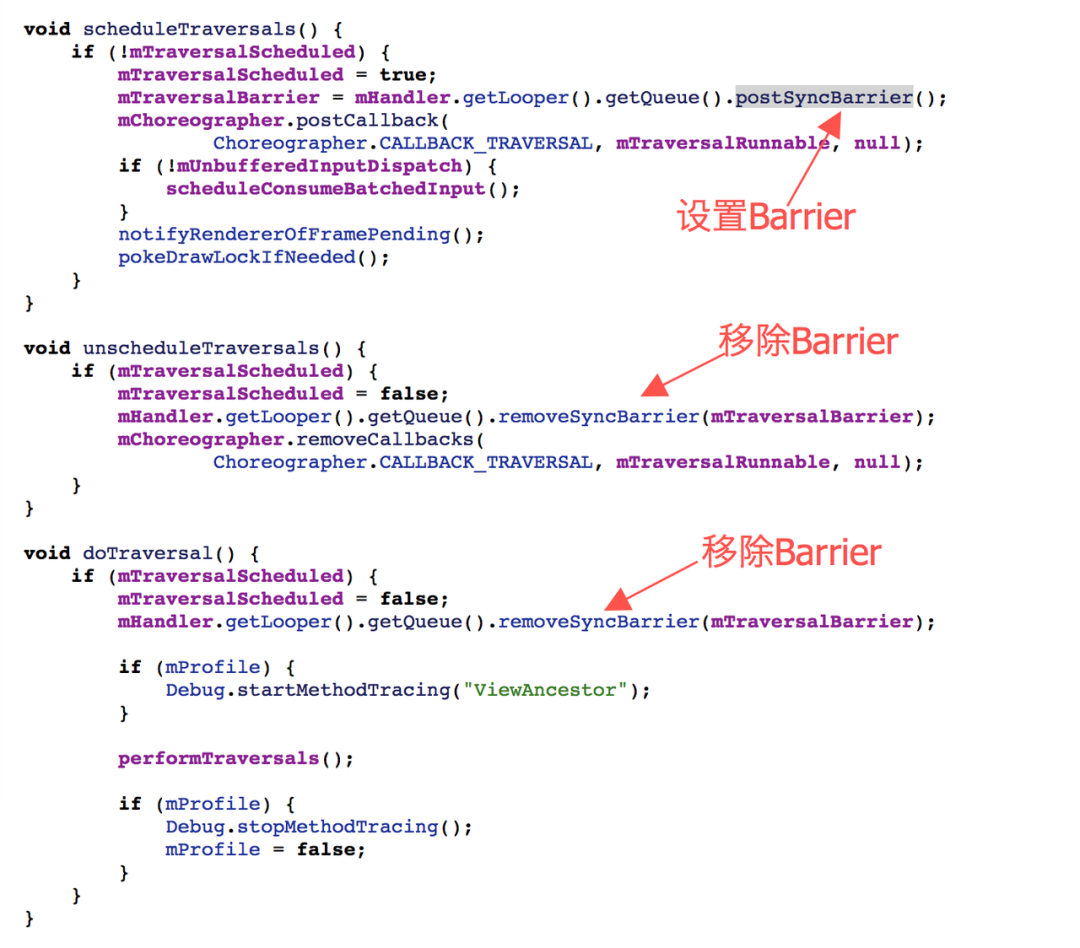 void scheduleTraversals() {
    if (!mTraversalScheduled) {
        mTraversalScheduled = true;
        mTraversalBarrier = mHandler.getLooper().getQueue().postSyncBarrier();
        mChoreographer.postCallback(
                Choreographer.CALLBACK_TRAVERSAL, mTraversalRunnable, null);
        if (!mUnbufferedInputDispatch) {
            scheduleConsumeBatchedInput();
        }
设置Barrier
        notifyRendererOfFramePending();
        pokeDrawLockIfNeeded();
    }
}
移除Barrier
void unscheduleTraversals() {
    if (mTraversalScheduled) {
        mTraversalScheduled = false;
        mHandler.getLooper().getQueue().removeSyncBarrier(mTraversalBarrier);
        mChoreographer.removeCallbacks(
                Choreographer.CALLBACK_TRAVERSAL, mTraversalRunnable, null);
    }
}
移除Barrier
void doTraversal() {
    if (mTraversalScheduled) {
        mTraversalScheduled = false;
        mHandler.getLooper().getQueue().removeSyncBarrier(mTraversalBarrier);
        if (mProfile) {
            Debug.startMethodTracing("ViewAncestor");
        }
        performTraversals();
        if (mProfile) {
            Debug.stopMethodTracing();
            mProfile = false;
        }
    }
}